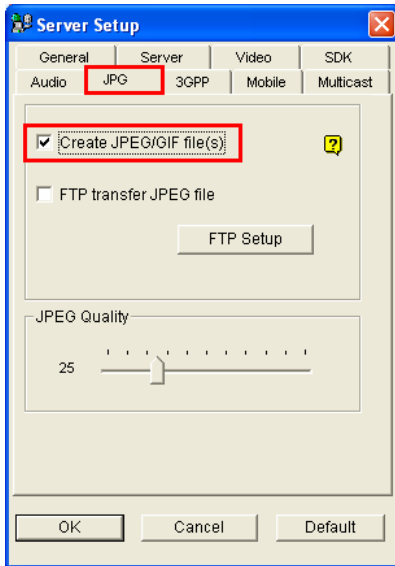 Server Setup
General Server Video SDK
Audio JPG 3GPP Mobile Multicast
Create JPEG/GIF file(s)
?
FTP transfer JPEG file
FTP Setup
JPEG Quality
25
OK Cancel Default